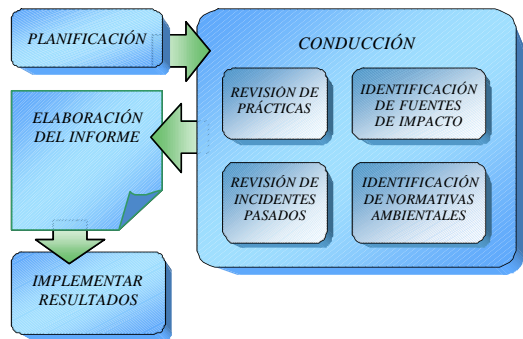 PLANIFICACIÓN
CONDUCCIÓN
REVISIÓN DE
PRÁCTICAS
IDENTIFICACIÓN
DE FUENTES
DE IMPACTO
REVISIÓN DE
INCIDENTES
PASADOS
IDENTIFICACIÓN
DE NORMATIVAS
AMBIENTALES
ELABORACIÓN
DEL INFORME
IMPLEMENTAR
RESULTADOS